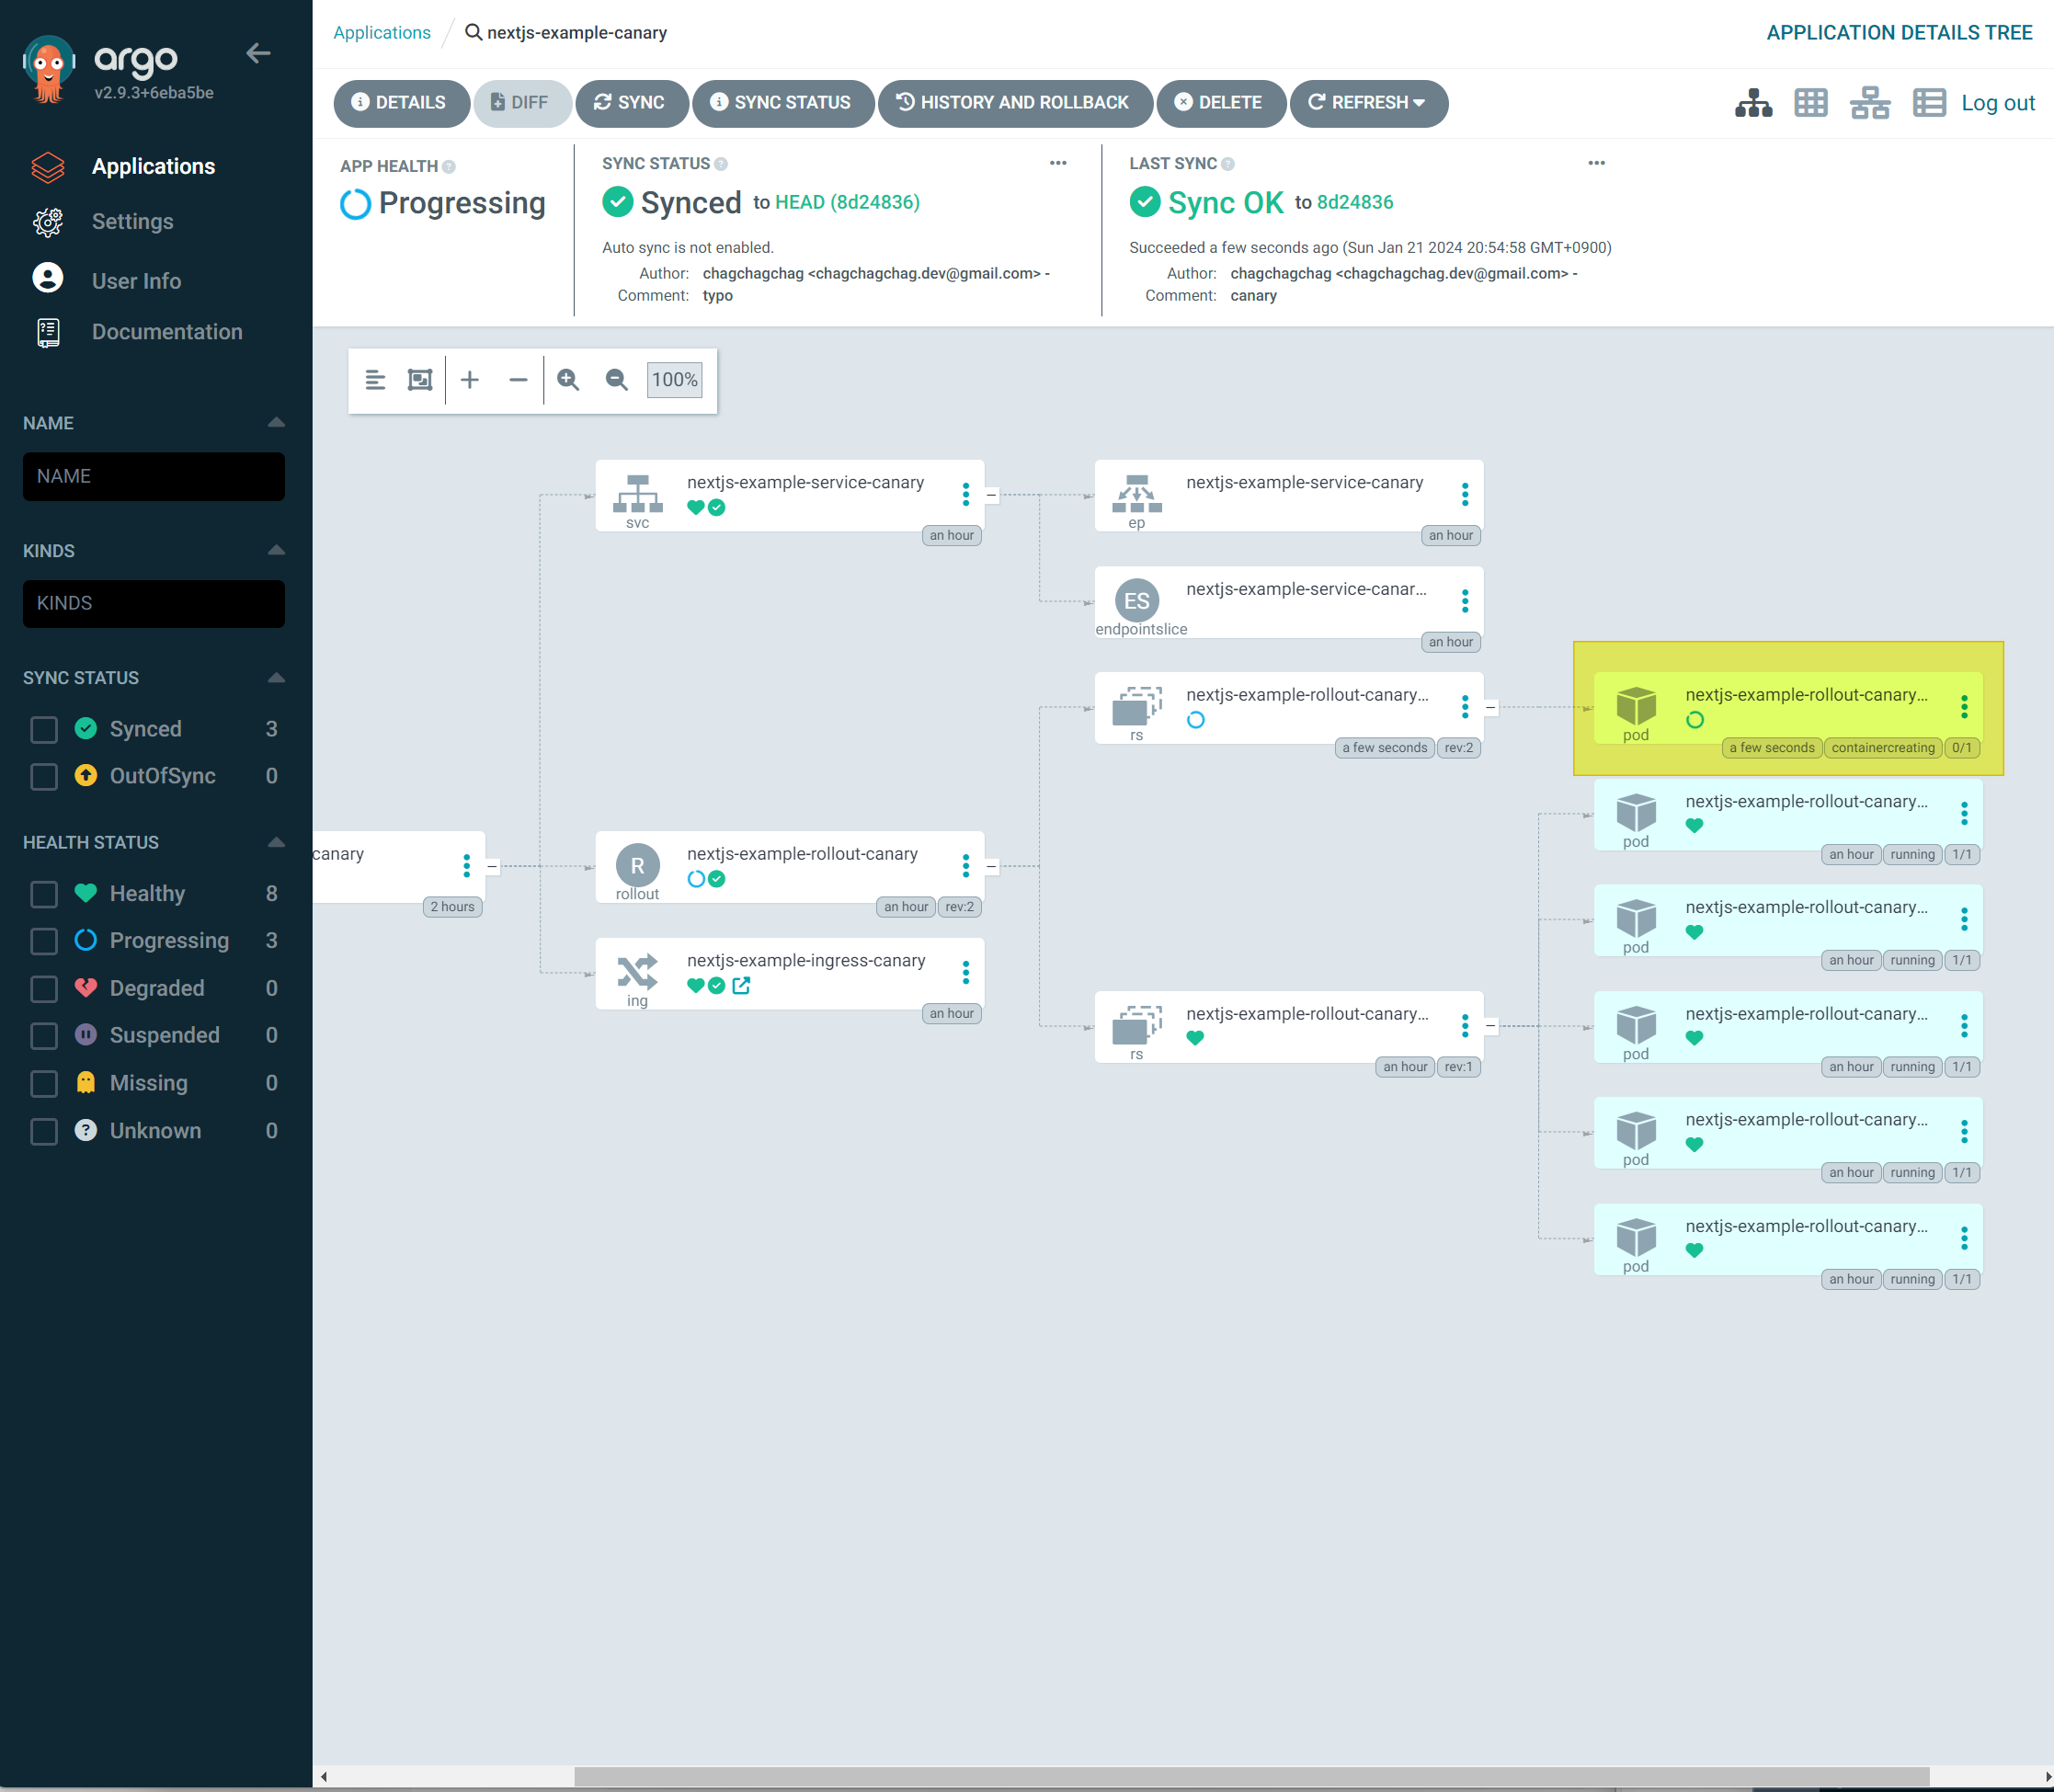 argo
v2.9.3+6eba5be
Applications
Settings
User Info
Documentation
NAME
NAME
KINDS
KINDS
SYNC STATUS
Synced 3
OutOfSync 0
HEALTH STATUS
Healthy 8
Progressing 3
Degraded 0
Suspended 0
Missing 0
Unknown 0
Applications nextjs-example-canary
APPLICATION DETAILS TREE
DETAILS DIFF SYNC SYNC STATUS HISTORY AND ROLLBACK DELETE REFRESH
Log out
APP HEALTH
Progressing
SYNC STATUS
Synced to HEAD (8d24836)
Auto sync is not enabled.
Author: chagchagchag <chagchagchag.dev@gmail.com> -
Comment: typo
LAST SYNC
Sync OK to 8d24836
Succeeded a few seconds ago (Sun Jan 21 2024 20:54:58 GMT+0900)
Author: chagchagchag <chagchagchag.dev@gmail.com> -
Comment: canary
100%
canary
2 hours
nextjs-example-service-canary
svc
an hour
R
nextjs-example-rollout-canary
rollout
an hour rev:2
nextjs-example-ingress-canary
ing
an hour
nextjs-example-service-canary
ep
an hour
ES
nextjs-example-service-canar...
endpointslice
an hour
nextjs-example-rollout-canary...
rs
a few seconds rev:2
nextjs-example-rollout-canary...
rs
an hour rev:1
nextjs-example-rollout-canary...
pod
a few seconds containercreating 0/1
nextjs-example-rollout-canary...
pod
an hour running 1/1
nextjs-example-rollout-canary...
pod
an hour running 1/1
nextjs-example-rollout-canary...
pod
an hour running 1/1
nextjs-example-rollout-canary...
pod
an hour running 1/1
nextjs-example-rollout-canary...
pod
an hour running 1/1